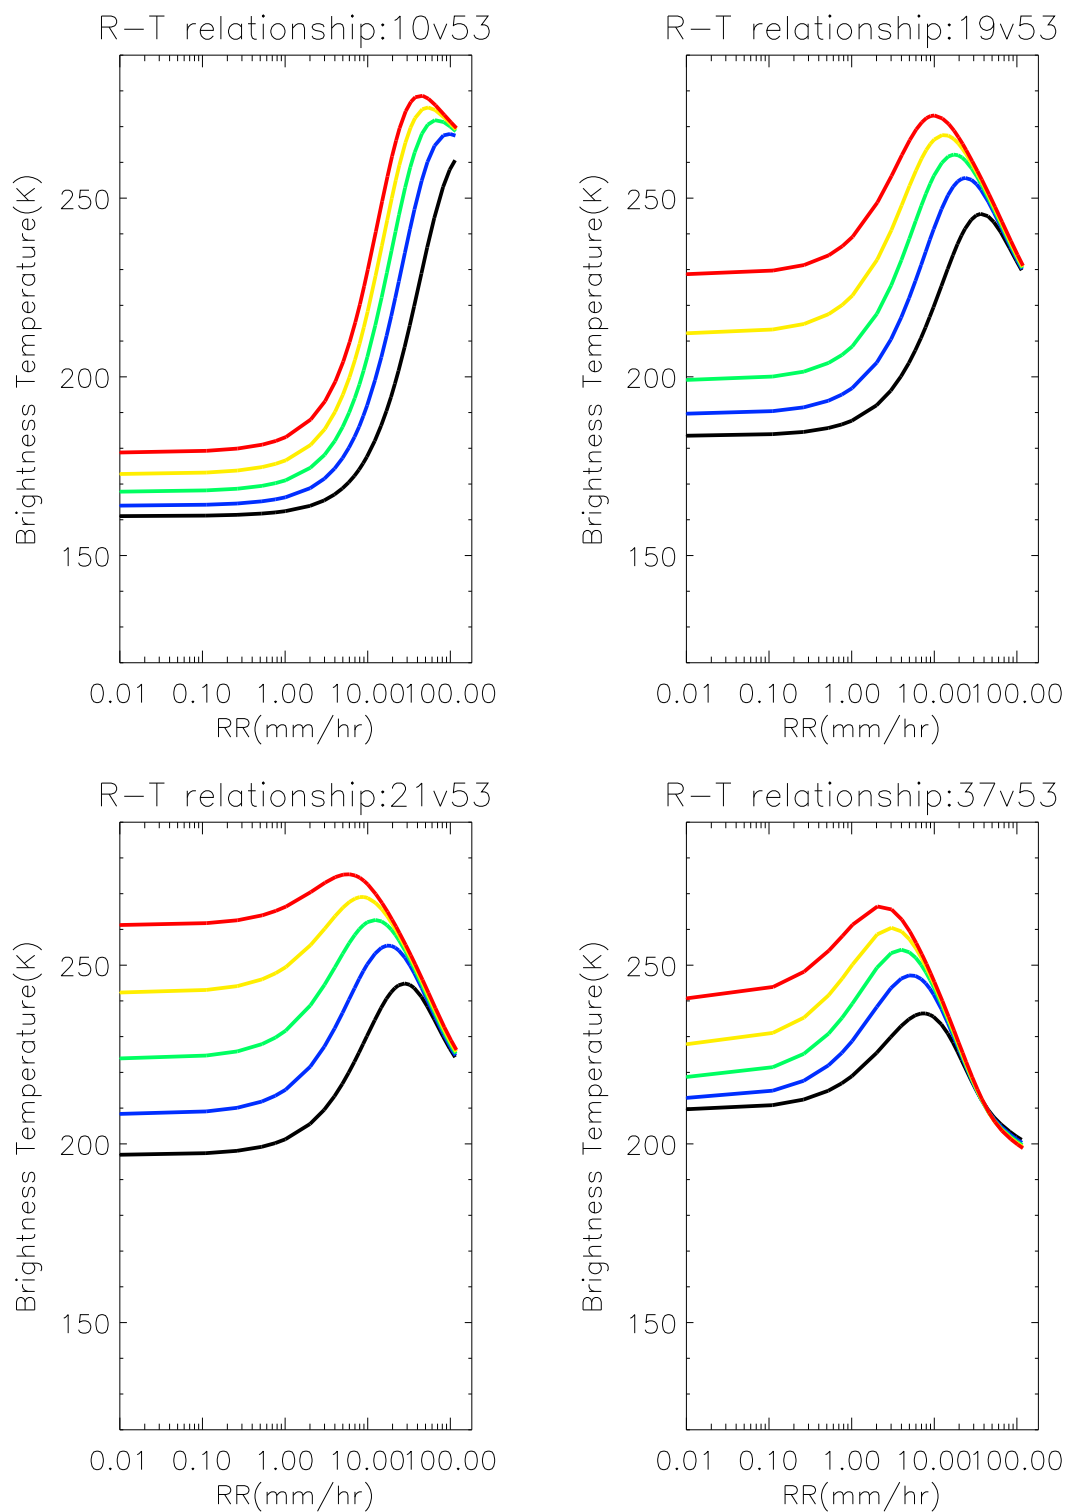 R-T relationship:10v53
Brightness Temperature(K)
250
200
150
0.01 0.10 1.00 10.00100.00
RR(mm/hr)
R-T relationship:19v53
Brightness Temperature(K)
250
200
150
0.01 0.10 1.00 10.00100.00
RR(mm/hr)
R-T relationship:21v53
Brightness Temperature(K)
250
200
150
0.01 0.10 1.00 10.00100.00
RR(mm/hr)
R-T relationship:37v53
Brightness Temperature(K)
250
200
150
0.01 0.10 1.00 10.00100.00
RR(mm/hr)